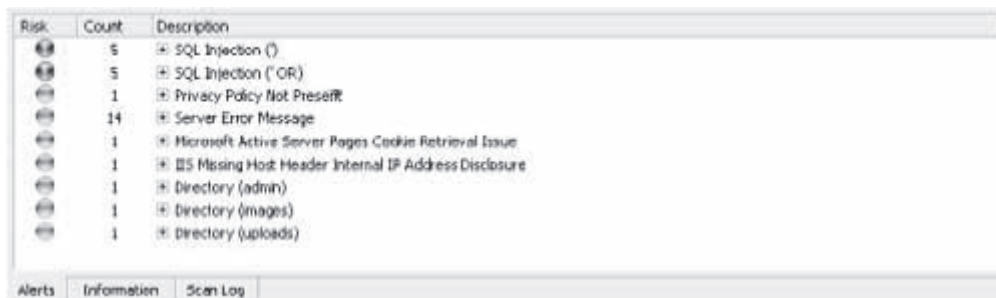 Risk Count Description
5 SQL Injection (')
5 SQL Injection (' OR)
1 Privacy Policy Not Present
14 Server Error Message
1 Microsoft Active Server Pages Cookie Retrieval Issue
1 IIS Missing Host Header Internal IP Address Disclosure
1 Directory (admin)
1 Directory (images)
1 Directory (uploads)
Alerts Information Scan Log